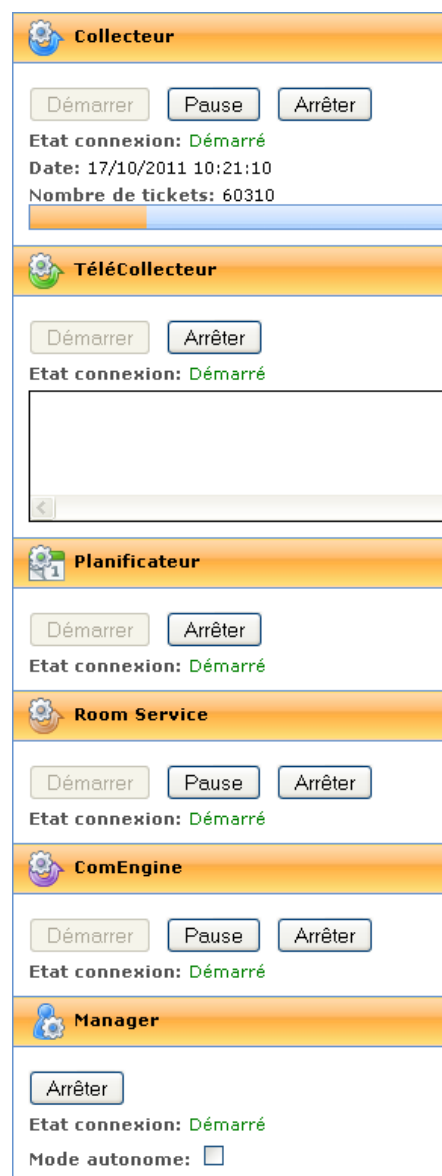 Collecteur
Démarrer Pause Arrêter
Etat connexion: Démarré
Date: 17/10/2011 10:21:10
Nombre de tickets: 60310
TéléCollecteur
Démarrer Arrêter
Etat connexion: Démarré
1 Planificateur
Démarrer Arrêter
Etat connexion: Démarré
Room Service
Démarrer Pause Arrêter
Etat connexion: Démarré
ComEngine
Démarrer Pause Arrêter
Etat connexion: Démarré
Manager
Arrêter
Etat connexion: Démarré
Mode autonome: